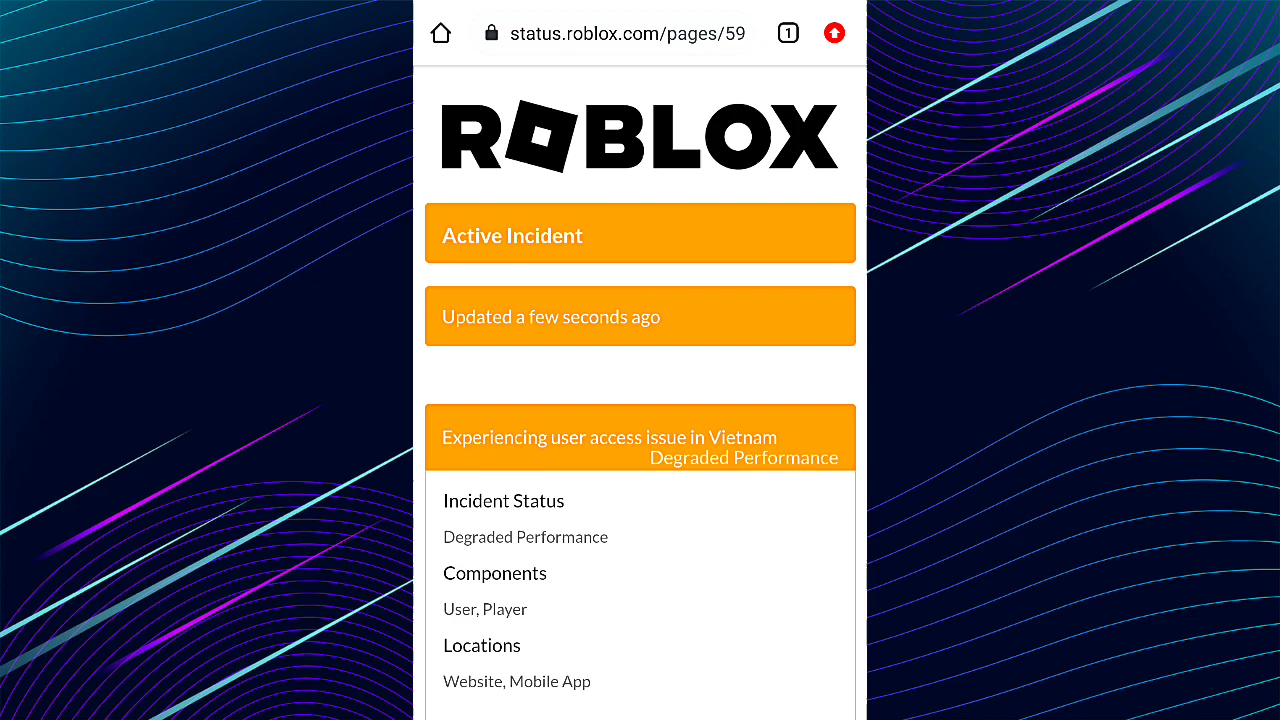 status.roblox.com/pages/59
1
ROBLOX
Active Incident
Updated a few seconds ago
Experiencing user access issue in Vietnam
Degraded Performance
Incident Status
Degraded Performance
Components
User, Player
Locations
Website, Mobile App